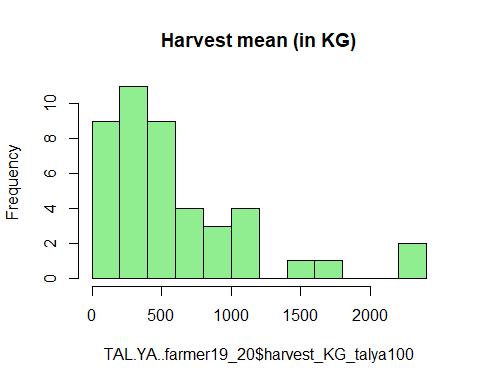 Harvest mean (in KG)
Frequency
0 2 4 6 8 10
0 500 1000 1500 2000
TAL.YA..farmer19_20$harvest_KG_talya100